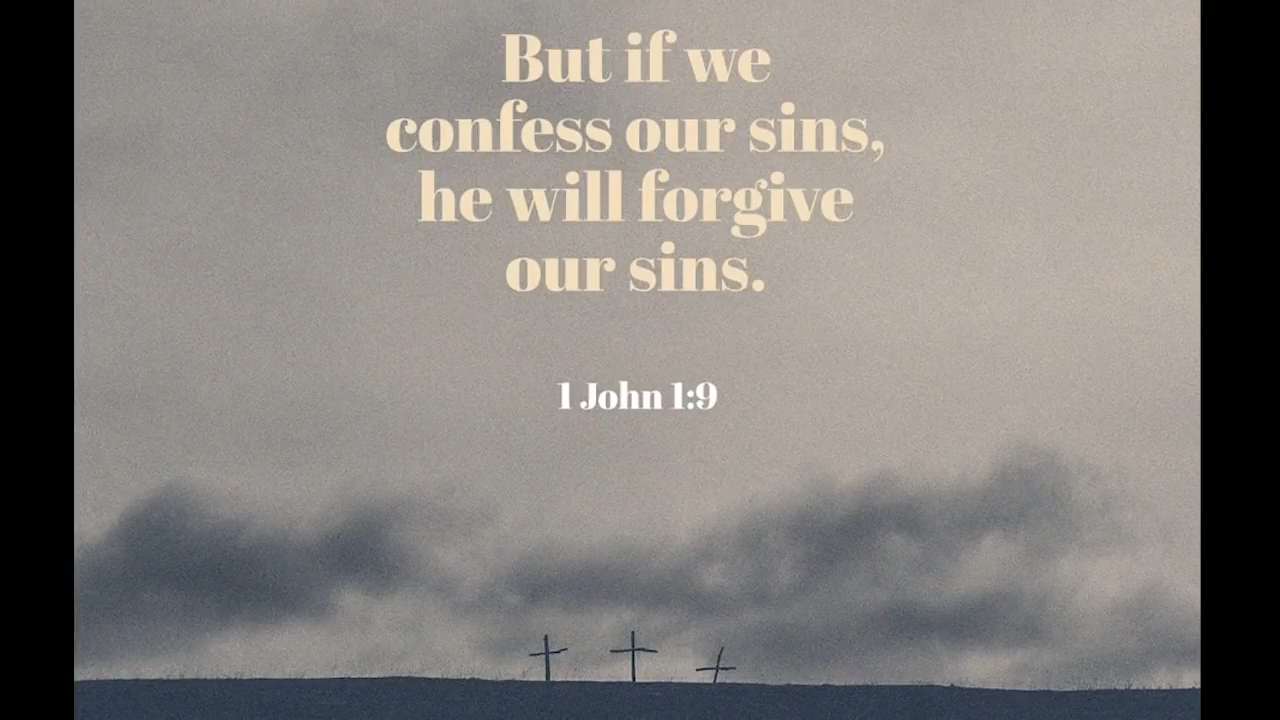 But if we
confess our sins,
he will forgive
our sins.
1 John 1:9